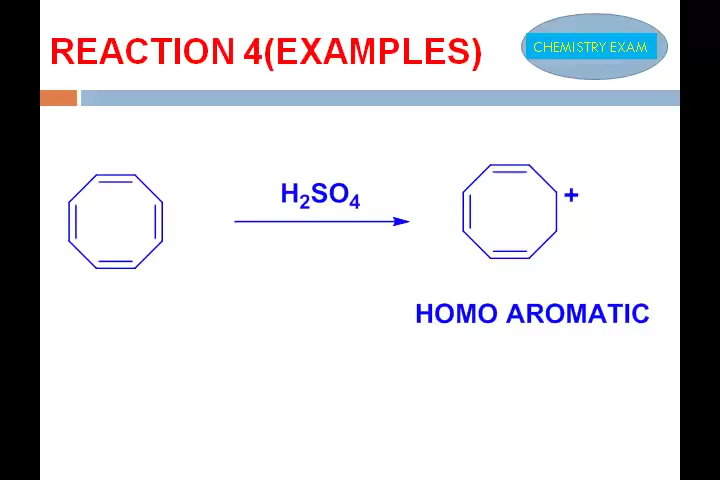 REACTION 4(EXAMPLES)
CHEMISTRY EXAM
H₂SO₄
+
HOMO AROMATIC